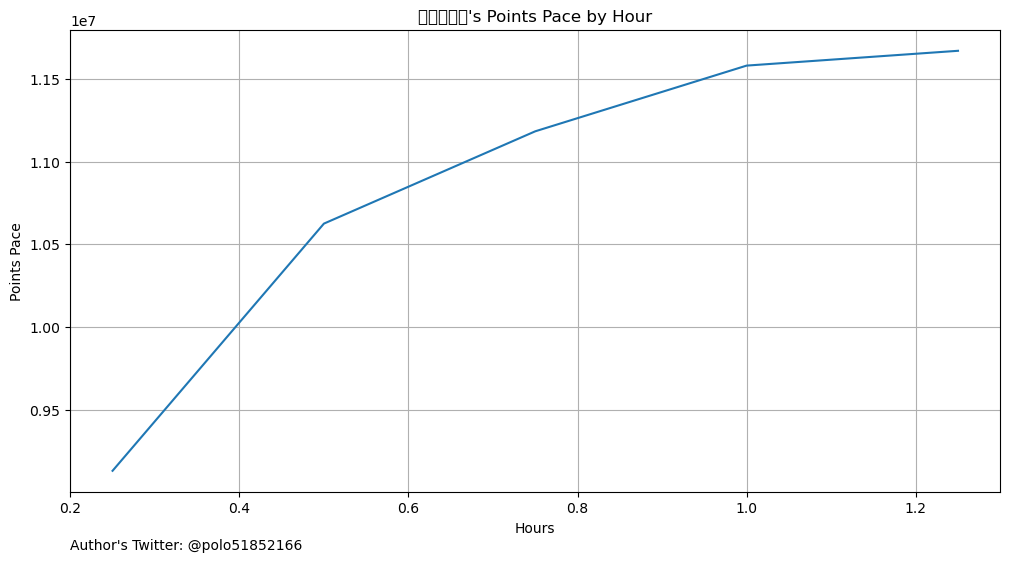 's Points Pace by Hour
1e7
1.15
1.10
1.05
1.00
0.95
Points Pace
0.2 0.4 0.6 0.8 1.0 1.2
Hours
Author's Twitter: @polo51852166